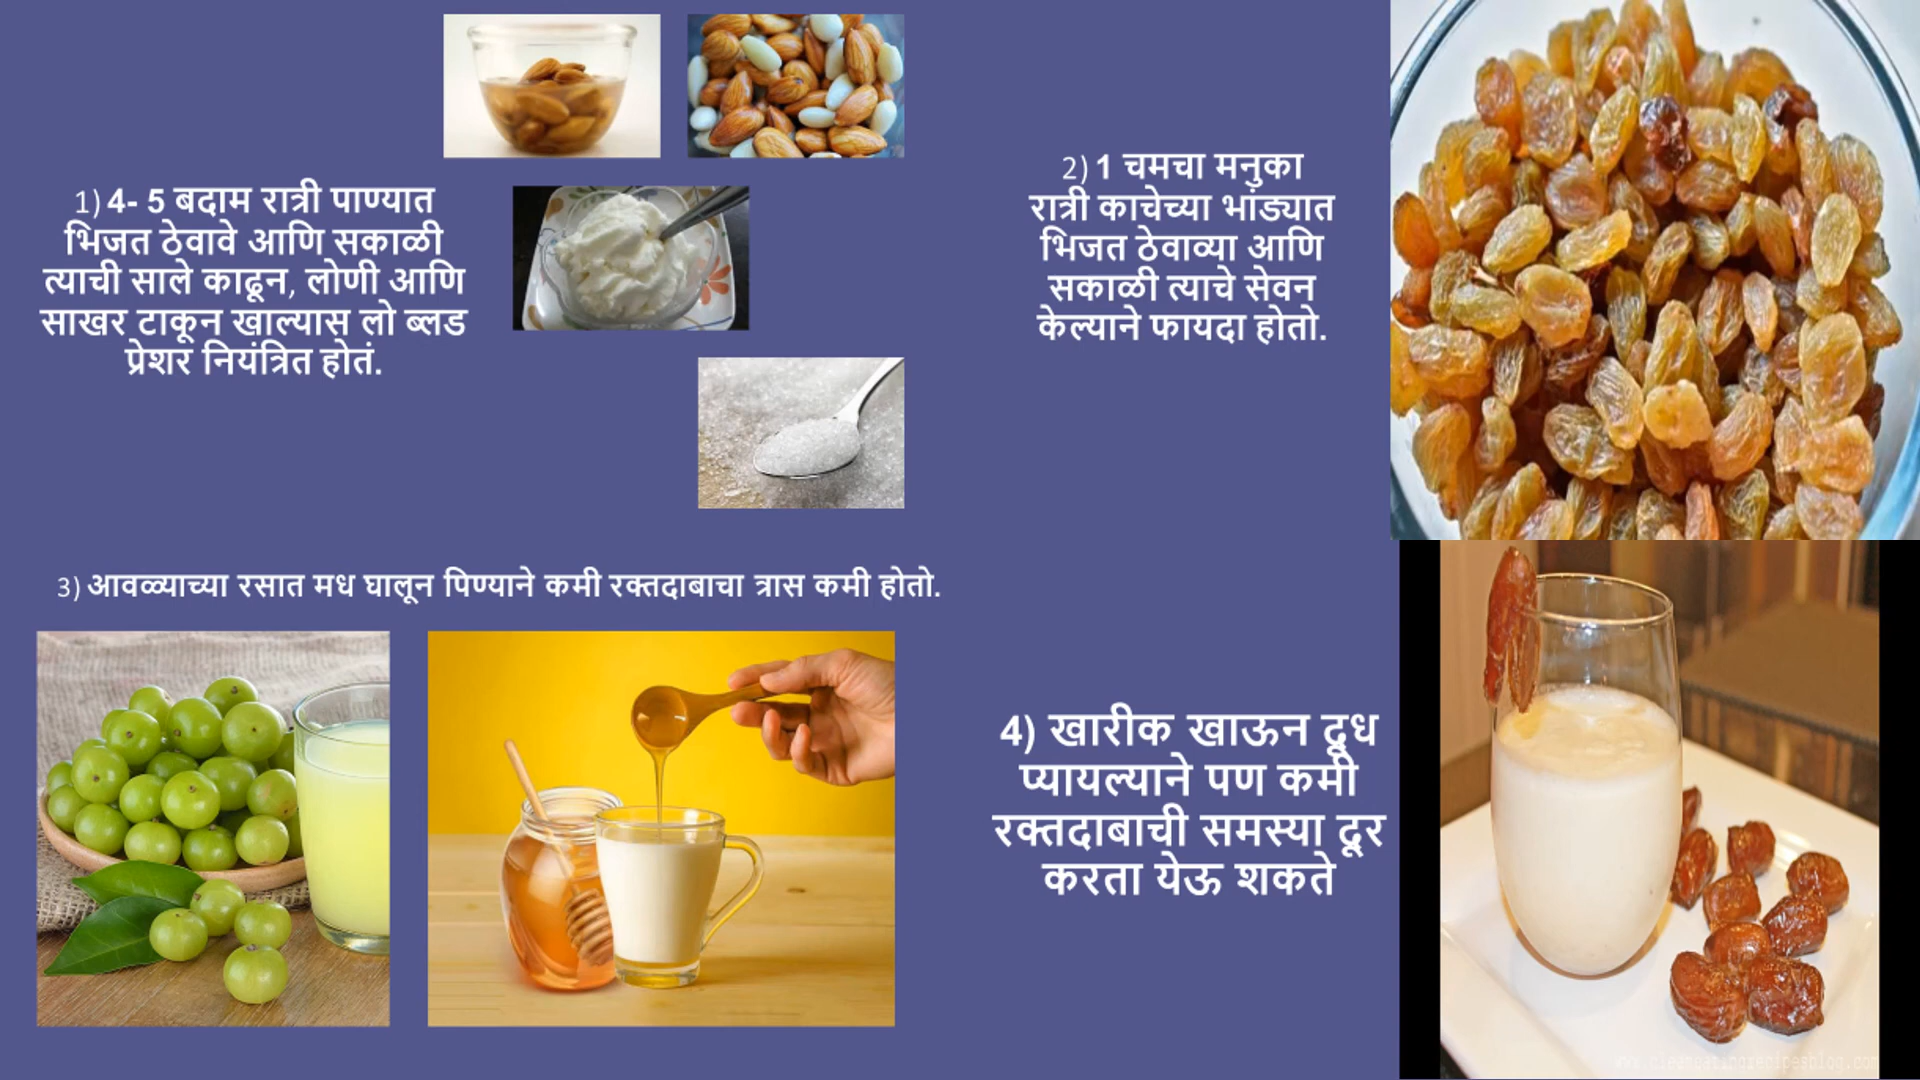 1) 4- 5 बदाम रात्री पाण्यात
भिजत ठेवावे आणि सकाळी
त्याची साले काढून, लोणी आणि
साखर टाकून खाल्यास लो ब्लड
प्रेशर नियंत्रित होतं.
2) 1 चमचा मनुका
रात्री काचेच्या भांड्यात
भिजत ठेवाव्या आणि
सकाळी त्याचे सेवन
केल्याने फायदा होतो.
3) आवळ्याच्या रसात मध घालून पिण्याने कमी रक्तदाबाचा त्रास कमी होतो.
4) खारीक खाऊन दूध
प्यायल्याने पण कमी
रक्तदाबाची समस्या दूर
करता येऊ शकते